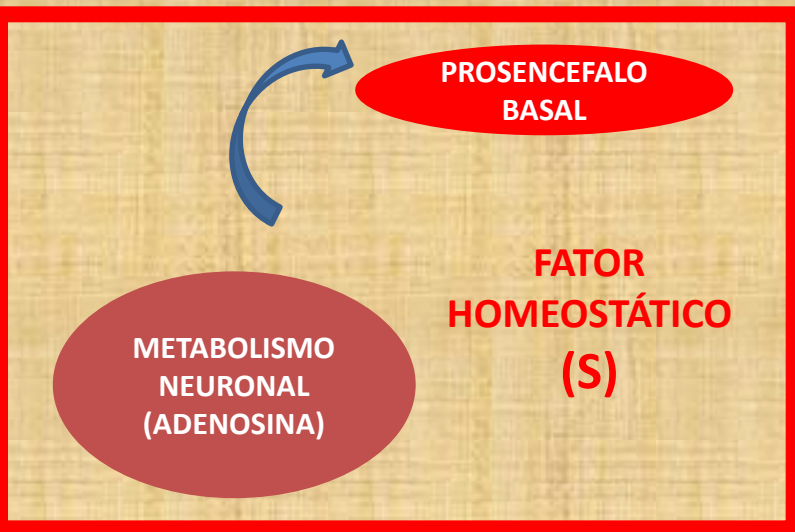 PROSENCEFALO
BASAL
FATOR
HOMEOSTÁTICO
(S)
METABOLISMO
NEURONAL
(ADENOSINA)